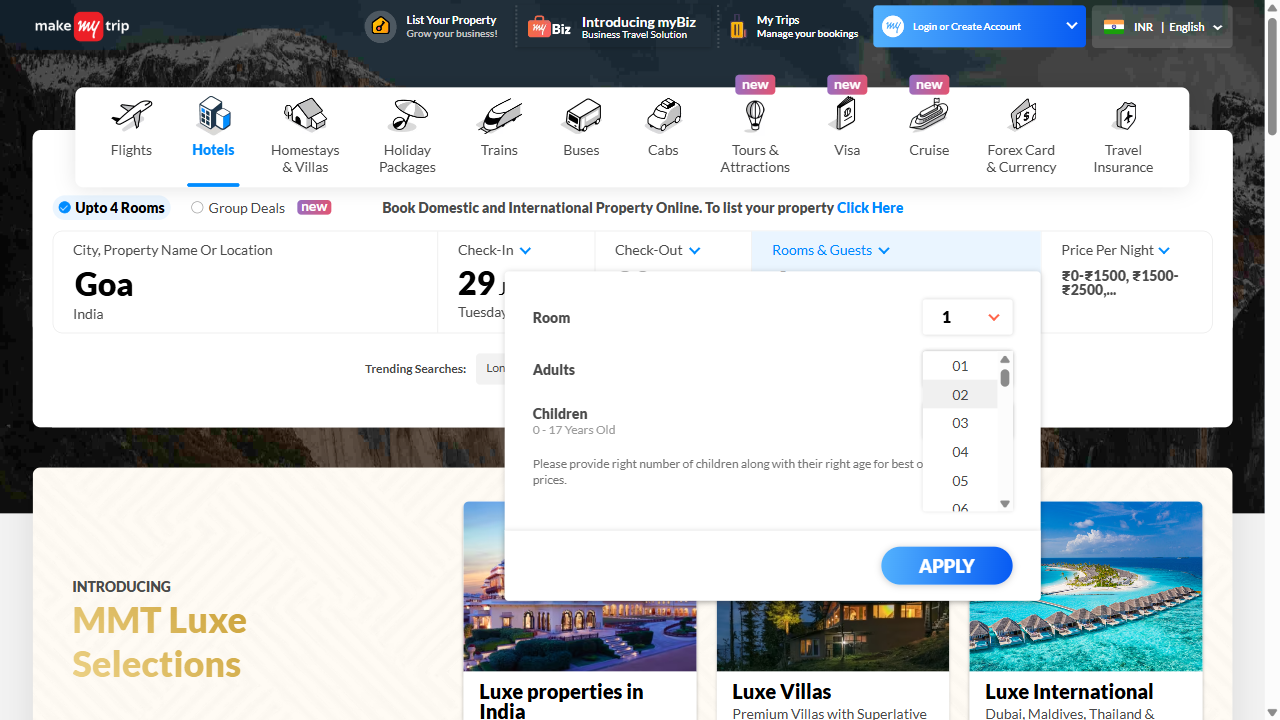 make my trip
List Your Property
Grow your business!
my Biz
Introducing myBiz
Business Travel Solution
My Trips
Manage your bookings
my
Login or Create Account
INR | English
new
new
new
Flights
Hotels
Homestays
& Villas
Holiday
Packages
Trains
Buses
Cabs
Tours &
Attractions
Visa
Cruise
Forex Card
& Currency
Travel
Insurance
Upto 4 Rooms
Group Deals
new
Book Domestic and International Property Online. To list your property Click Here
City, Property Name Or Location
Goa
India
Check-In
29
Tuesday
Check-Out
Rooms & Guests
Price Per Night
₹0-₹1500, ₹1500-
₹2500,...
Trending Searches:
Lon
Room
1
Adults
01
02
03
04
05
06
Children
0 - 17 Years Old
Please provide right number of children along with their right age for best o
prices.
APPLY
INTRODUCING
MMT Luxe
Selections
Luxe properties in
India
Luxe Villas
Premium Villas with Superlative
Luxe International
Dubai, Maldives, Thailand &